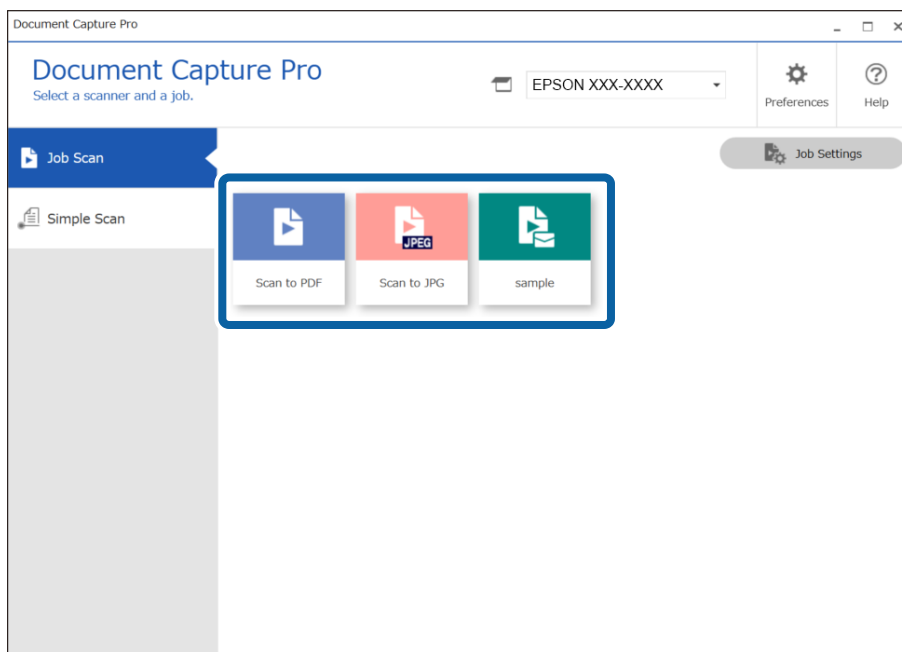 Document Capture Pro
Document Capture Pro
Select a scanner and a job.
EPSON XXX-XXXX
Preferences
Help
Job Scan
Job Settings
Simple Scan
JPEG
Scan to PDF
Scan to JPG
sample